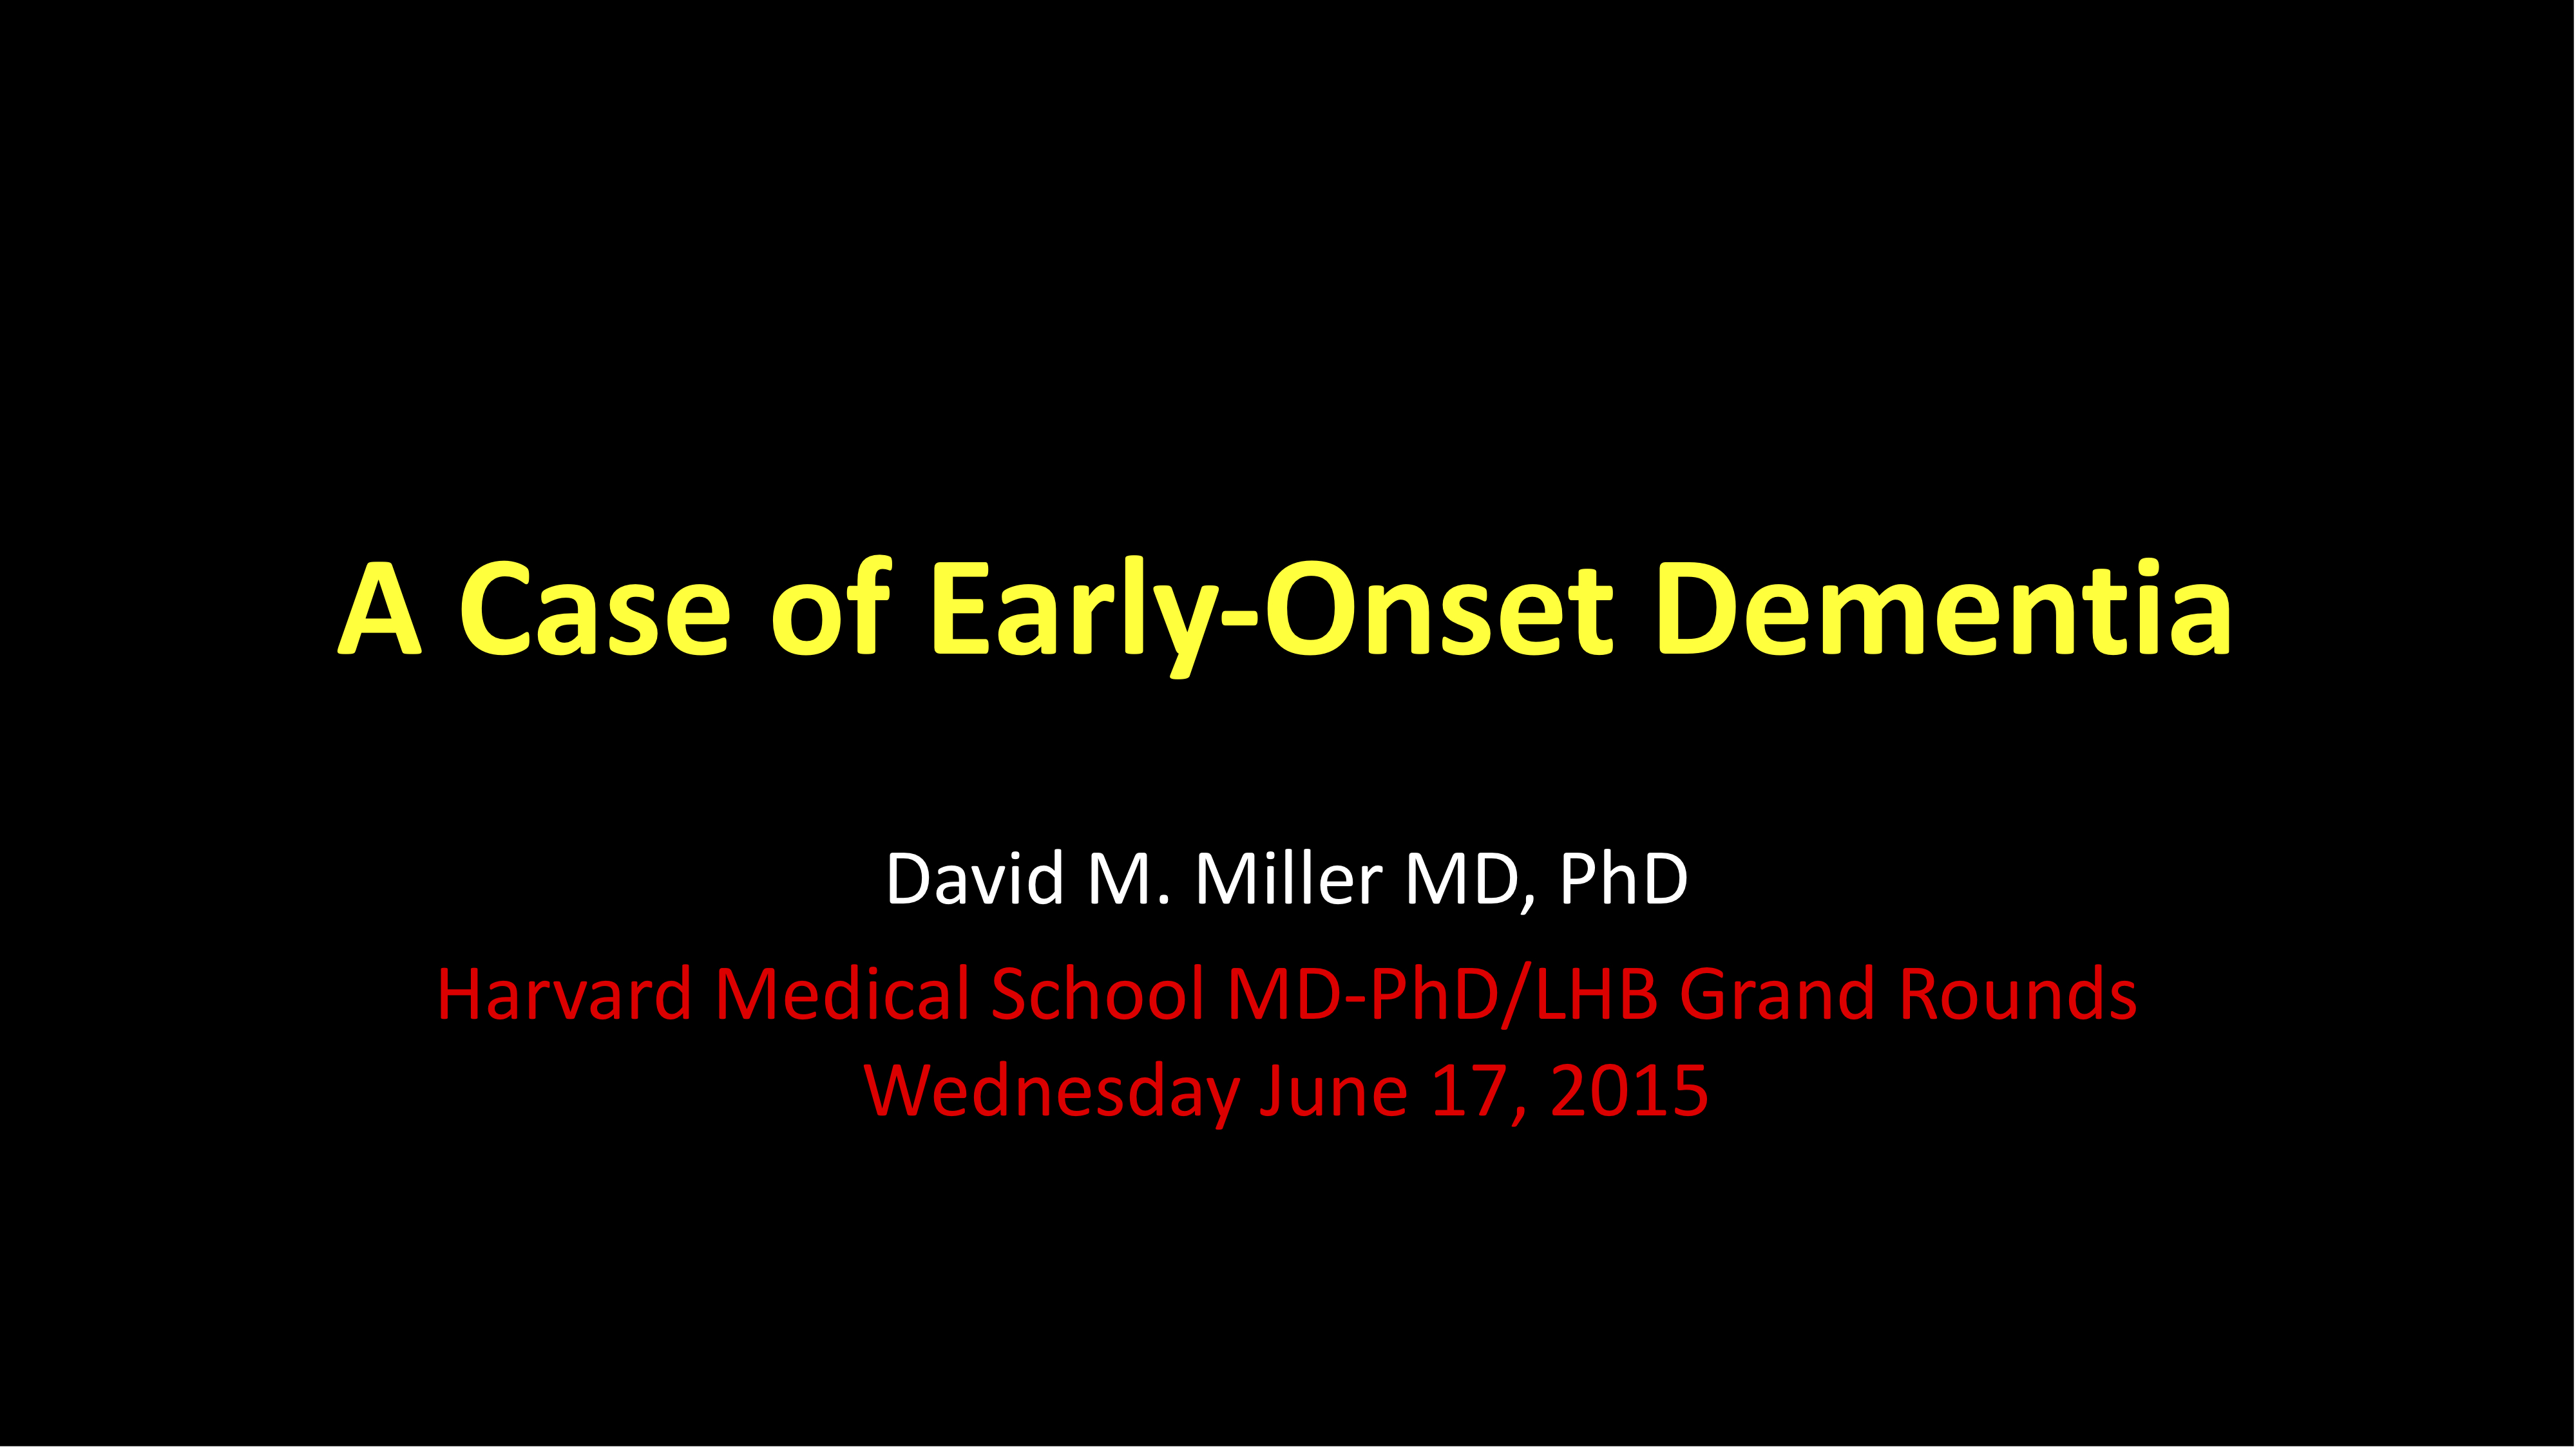 A Case of Early-Onset Dementia
David M. Miller MD, PhD
Harvard Medical School MD-PhD/LHB Grand Rounds
Wednesday June 17, 2015